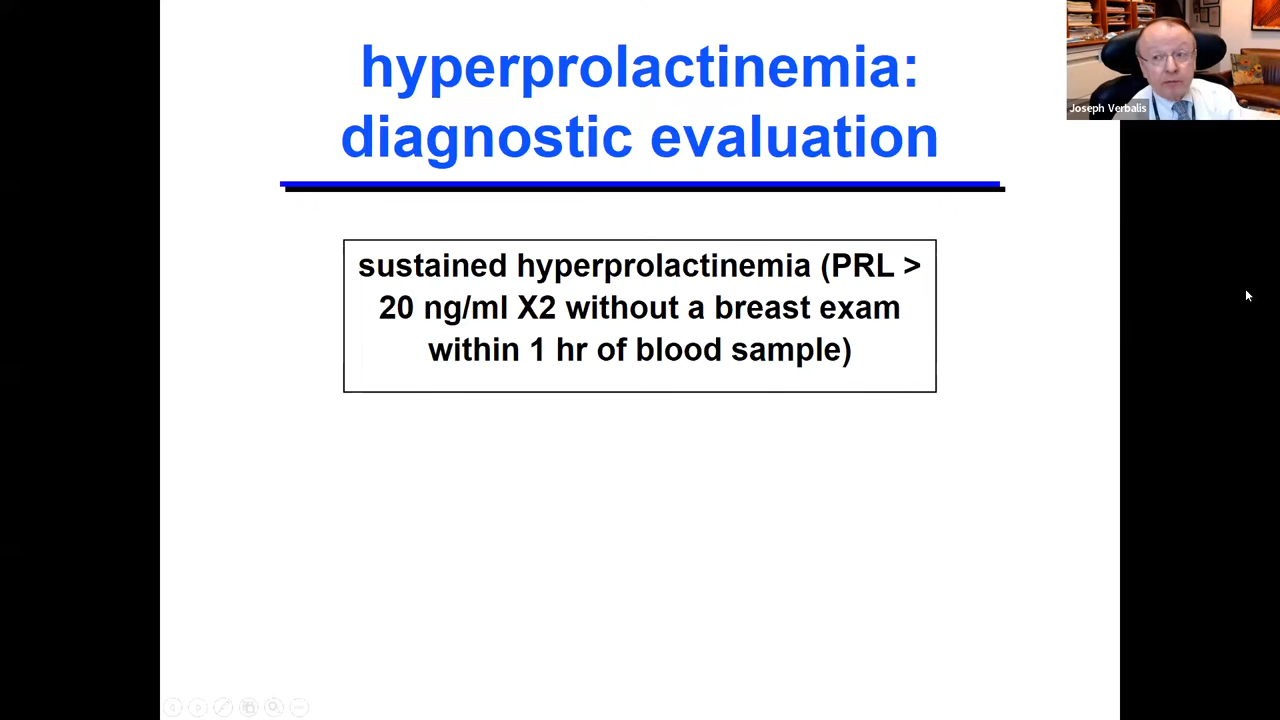 hyperprolactinemia:
diagnostic evaluation
Joseph Verbalis
sustained hyperprolactinemia (PRL >
20 ng/ml X2 without a breast exam
within 1 hr of blood sample)